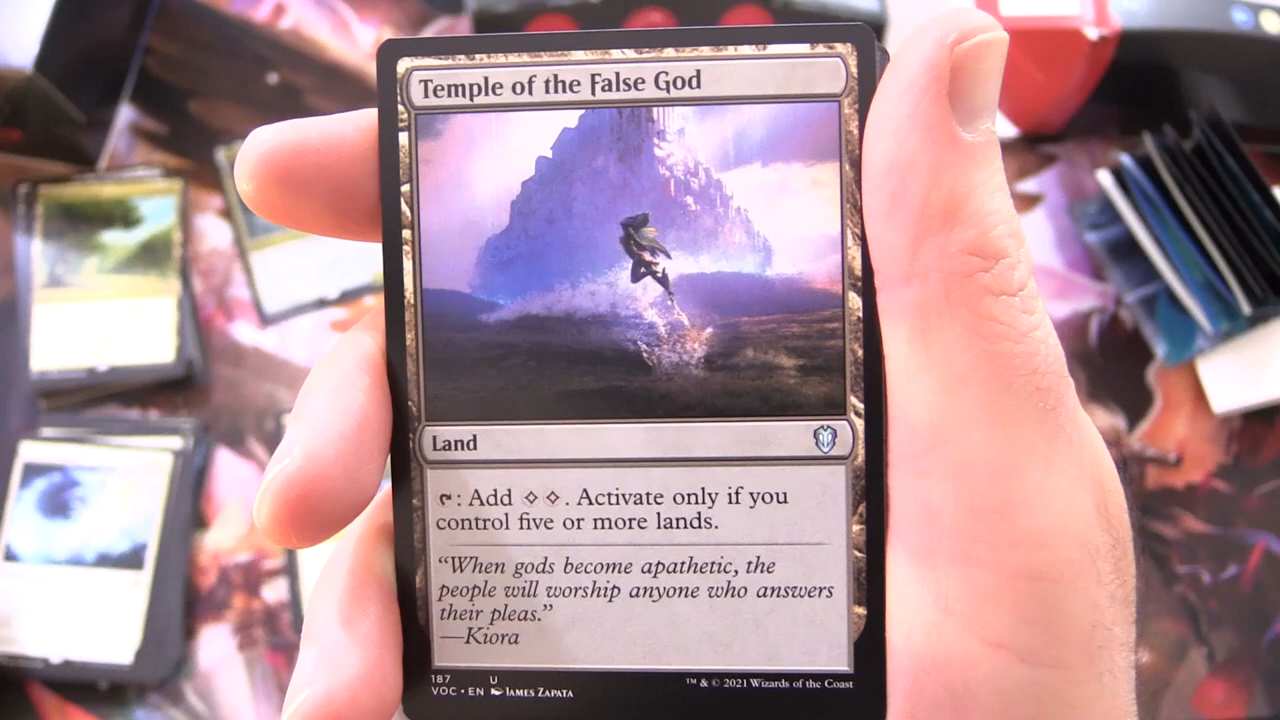 Temple of the False God
Land
: Add . Activate only if you
control five or more lands.
“When gods become apathetic, the
people will worship anyone who answers
their pleas.”
—Kiora
187 U
VOC • EN JAMES ZAPATA
™ & © 2021 Wizards of the Coast